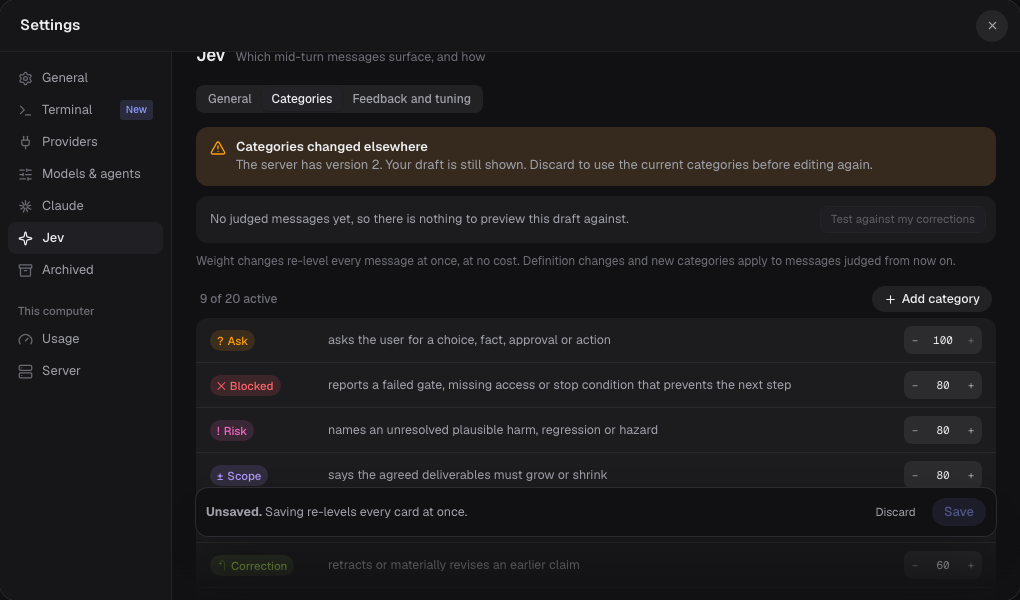 Settings
General
Terminal New
Providers
Models & agents
Claude
Jev
Archived
This computer
Usage
Server
Jev Which mid-turn messages surface, and how
General Categories Feedback and tuning
Categories changed elsewhere
The server has version 2. Your draft is still shown. Discard to use the current categories before editing again.
No judged messages yet, so there is nothing to preview this draft against. Test against my corrections
Weight changes re-level every message at once, at no cost. Definition changes and new categories apply to messages judged from now on.
9 of 20 active + Add category
? Ask asks the user for a choice, fact, approval or action − 100 +
Blocked reports a failed gate, missing access or stop condition that prevents the next step − 80 +
! Risk names an unresolved plausible harm, regression or hazard − 80 +
± Scope says the agreed deliverables must grow or shrink − 80 +
Unsaved. Saving re-levels every card at once. Discard Save
Correction retracts or materially revises an earlier claim − 60 +